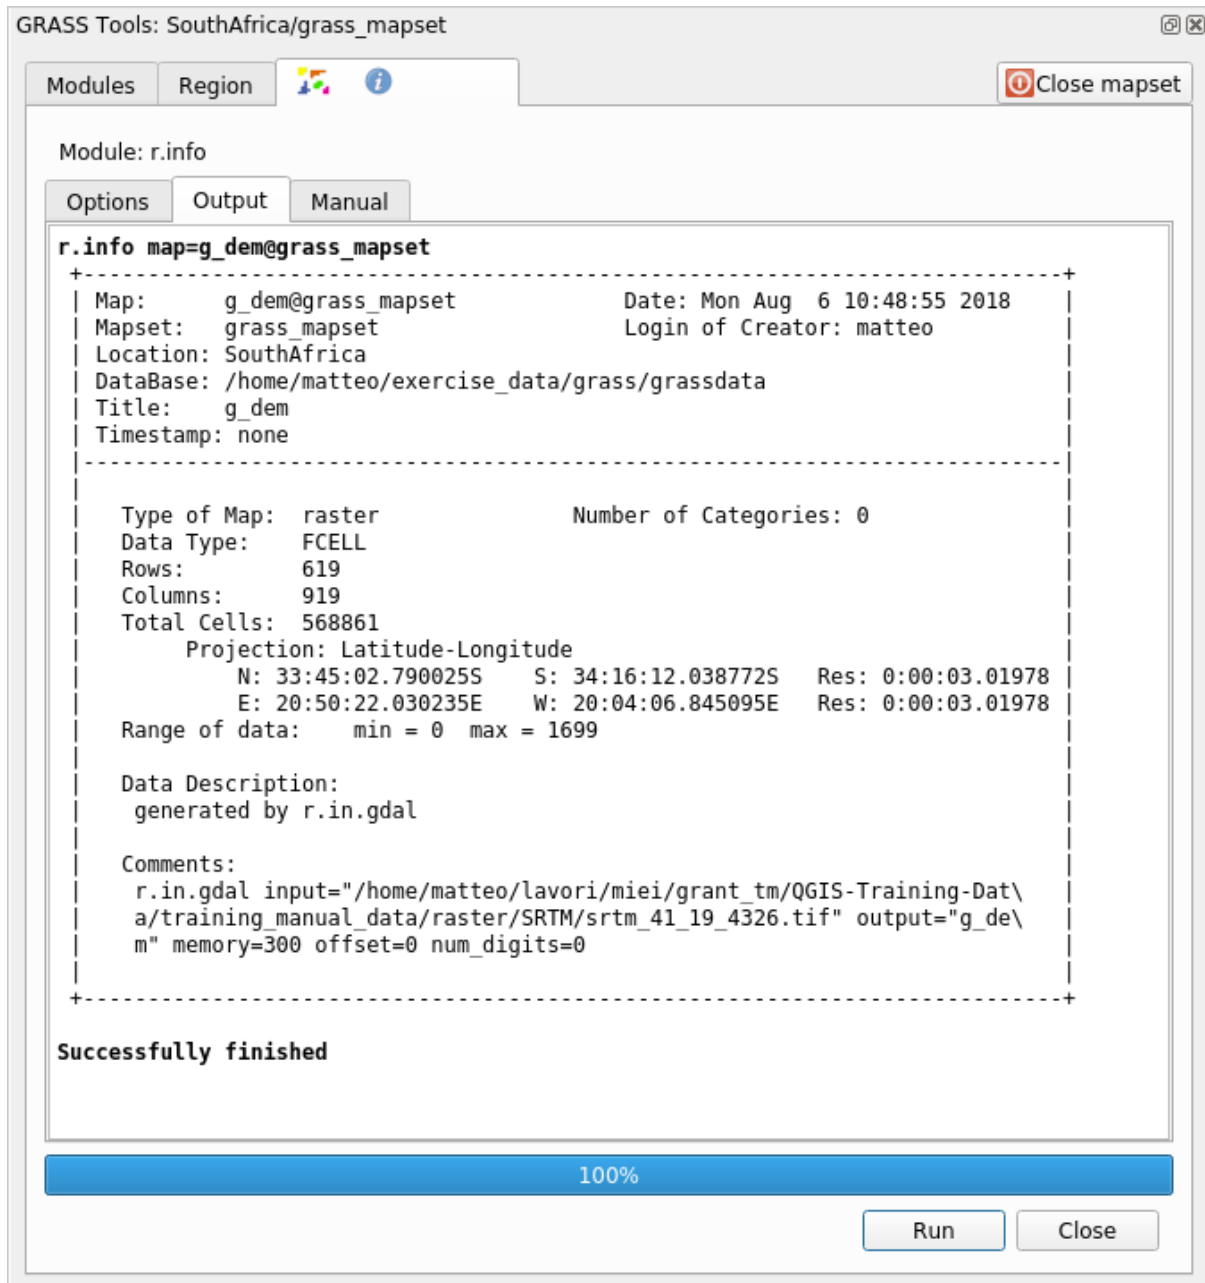 GRASS Tools: SouthAfrica/grass_mapset
Modules Region Close mapset
Module: r.info
Options Output Manual
r.info map=g_dem@grass_mapset
+----------------------------------------------------------------------------+
| Map:      g_dem@grass_mapset             Date: Mon Aug  6 10:48:55 2018    |
| Mapset:   grass_mapset                   Login of Creator: matteo          |
| Location: SouthAfrica                                                      |
| DataBase: /home/matteo/exercise_data/grass/grassdata                       |
| Title:    g_dem                                                            |
| Timestamp: none                                                            |
|----------------------------------------------------------------------------|
|                                                                            |
|   Type of Map:  raster               Number of Categories: 0               |
|   Data Type:    FCELL                                                      |
|   Rows:         619                                                        |
|   Columns:      919                                                        |
|   Total Cells:  568861                                                     |
|        Projection: Latitude-Longitude                                      |
|            N: 33:45:02.790025S    S: 34:16:12.038772S   Res: 0:00:03.01978 |
|            E: 20:50:22.030235E    W: 20:04:06.845095E   Res: 0:00:03.01978 |
|   Range of data:    min = 0  max = 1699                                    |
|                                                                            |
|   Data Description:                                                        |
|    generated by r.in.gdal                                                  |
|                                                                            |
|   Comments:                                                                |
|    r.in.gdal input="/home/matteo/lavori/miei/grant_tm/QGIS-Training-Dat\   |
|    a/training_manual_data/raster/SRTM/srtm_41_19_4326.tif" output="g_de\   |
|    m" memory=300 offset=0 num_digits=0                                     |
|                                                                            |
+----------------------------------------------------------------------------+
Successfully finished
100%
Run Close